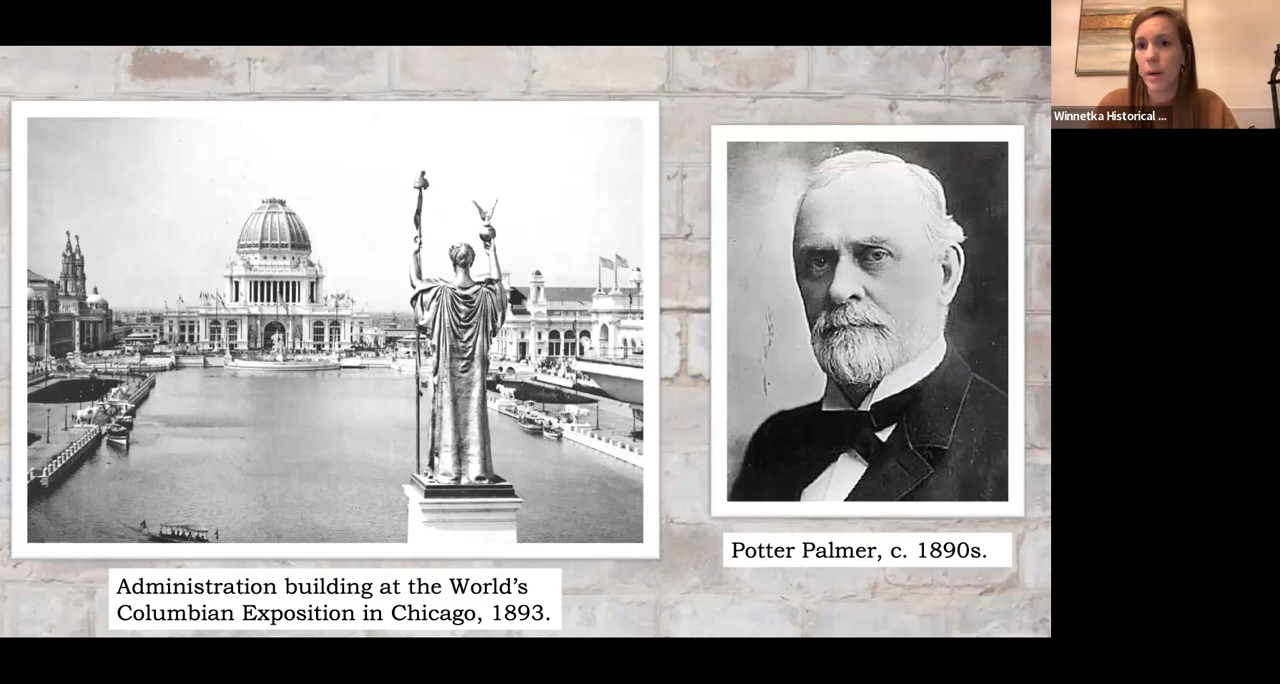 Winnetka Historical ...
Potter Palmer, c. 1890s.
Administration building at the World’s
Columbian Exposition in Chicago, 1893.